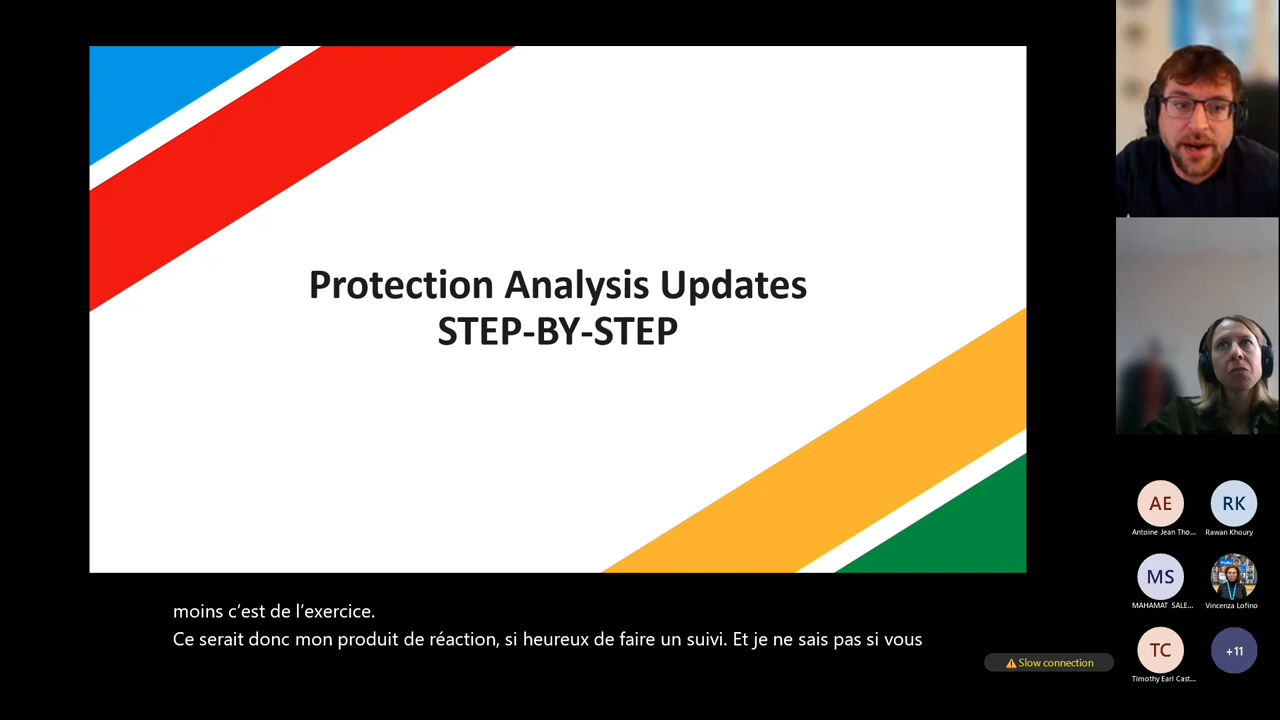 Protection Analysis Updates
STEP-BY-STEP
moins c’est de l’exercice.
Ce serait donc mon produit de réaction, si heureux de faire un suivi. Et je ne sais pas si vous
Slow connection
AE
RK
Antoine Jean Tho...
Rawan Khoury
MS
MAHAMAT SALE...
Vincenza Lofino
TC
+11
Timothy Earl Cast...